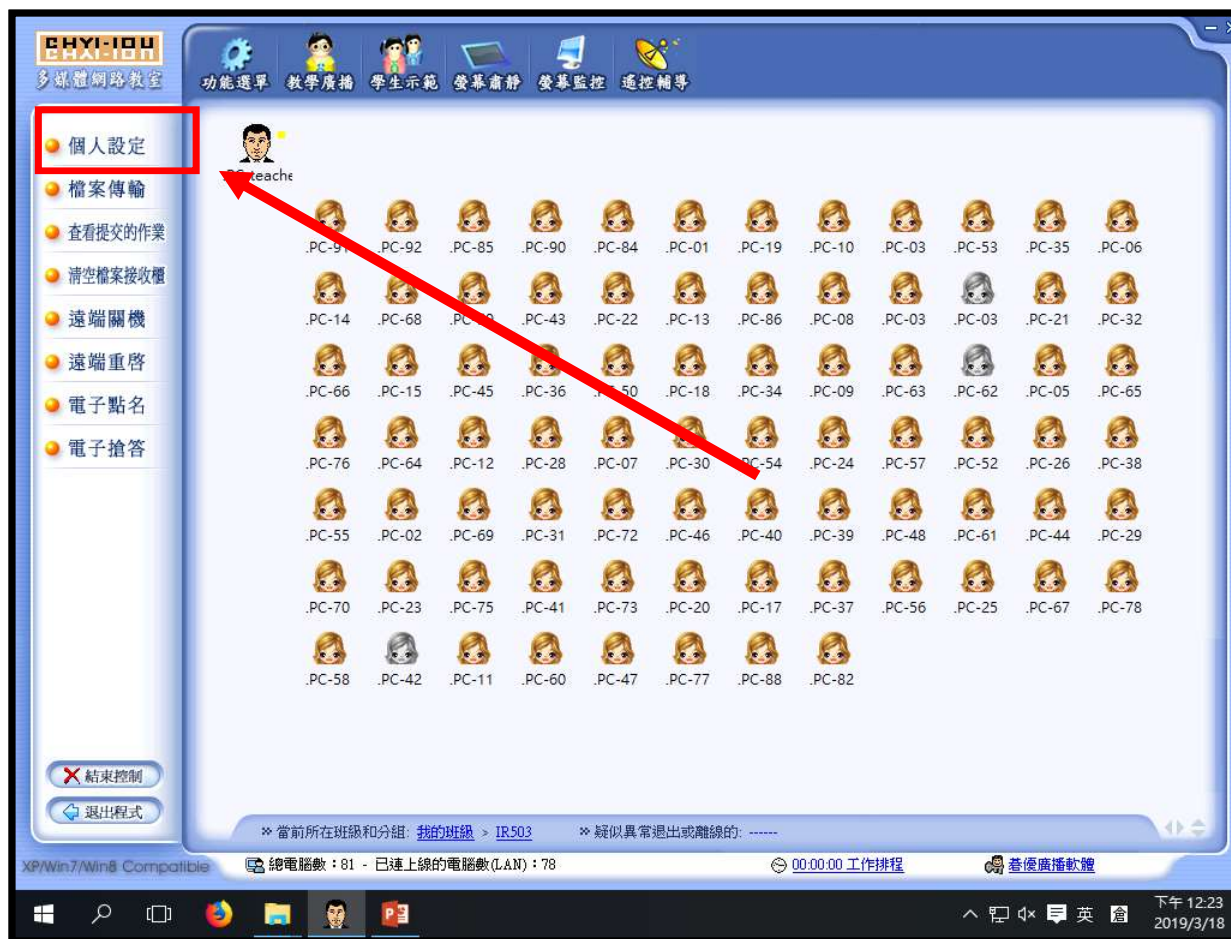 CHYI-IOH
多媒體網路教室
功能選單 教學廣播 學生示範 螢幕肅靜 螢幕監控 遙控輔導
個人設定
檔案傳輸
查看提交的作業
清空檔案接收櫃
遠端關機
遠端重啓
電子點名
電子搶答
結束控制
退出程式
teache
.PC-91 .PC-92 .PC-85 .PC-90 .PC-84 .PC-01 .PC-19 .PC-10 .PC-03 .PC-53 .PC-35 .PC-06
.PC-14 .PC-68 .PC-43 .PC-22 .PC-13 .PC-86 .PC-08 .PC-03 .PC-03 .PC-21 .PC-32
.PC-66 .PC-15 .PC-45 .PC-36 .PC-50 .PC-18 .PC-34 .PC-09 .PC-63 .PC-62 .PC-05 .PC-65
.PC-76 .PC-64 .PC-12 .PC-28 .PC-07 .PC-30 .PC-54 .PC-24 .PC-57 .PC-52 .PC-26 .PC-38
.PC-55 .PC-02 .PC-69 .PC-31 .PC-72 .PC-46 .PC-40 .PC-39 .PC-48 .PC-61 .PC-44 .PC-29
.PC-70 .PC-23 .PC-75 .PC-41 .PC-73 .PC-20 .PC-17 .PC-37 .PC-56 .PC-25 .PC-67 .PC-78
.PC-58 .PC-42 .PC-11 .PC-60 .PC-47 .PC-77 .PC-88 .PC-82
當前所在班級和分組: 我的班級 > IR503 疑似異常退出或離線的: ------
XP/Win7/Win8 Compatible 總電腦數：81 - 已連上線的電腦數(LAN)：78 00:00:00 工作排程 碁優廣播軟體
英 倉 下午 12:23
2019/3/18